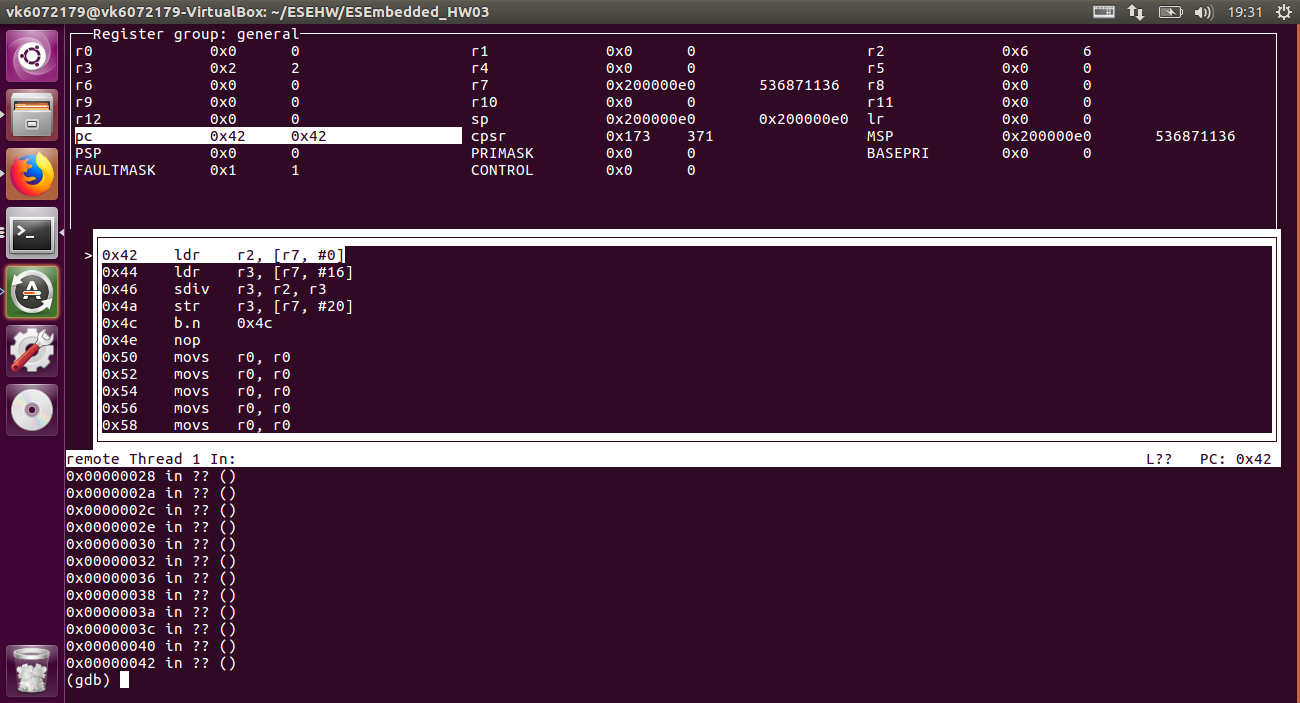 vk6072179@vk6072179-VirtualBox: ~/ESEHW/ESEmbedded_HW03 19:31
Register group: general
r0 0x0 0 r1 0x0 0 r2 0x6 6
r3 0x2 2 r4 0x0 0 r5 0x0 0
r6 0x0 0 r7 0x200000e0 536871136 r8 0x0 0
r9 0x0 0 r10 0x0 0 r11 0x0 0
r12 0x0 0 sp 0x200000e0 0x200000e0 lr 0x0 0
pc 0x42 0x42 cpsr 0x173 371 MSP 0x200000e0 536871136
PSP 0x0 0 PRIMASK 0x0 0 BASEPRI 0x0 0
FAULTMASK 0x1 1 CONTROL 0x0 0
> 0x42 ldr r2, [r7, #0]
0x44 ldr r3, [r7, #16]
0x46 sdiv r3, r2, r3
0x4a str r3, [r7, #20]
0x4c b.n 0x4c
0x4e nop
0x50 movs r0, r0
0x52 movs r0, r0
0x54 movs r0, r0
0x56 movs r0, r0
0x58 movs r0, r0
remote Thread 1 In: L?? PC: 0x42
0x00000028 in ?? ()
0x0000002a in ?? ()
0x0000002c in ?? ()
0x0000002e in ?? ()
0x00000030 in ?? ()
0x00000032 in ?? ()
0x00000036 in ?? ()
0x00000038 in ?? ()
0x0000003a in ?? ()
0x0000003c in ?? ()
0x00000040 in ?? ()
0x00000042 in ?? ()
(gdb)